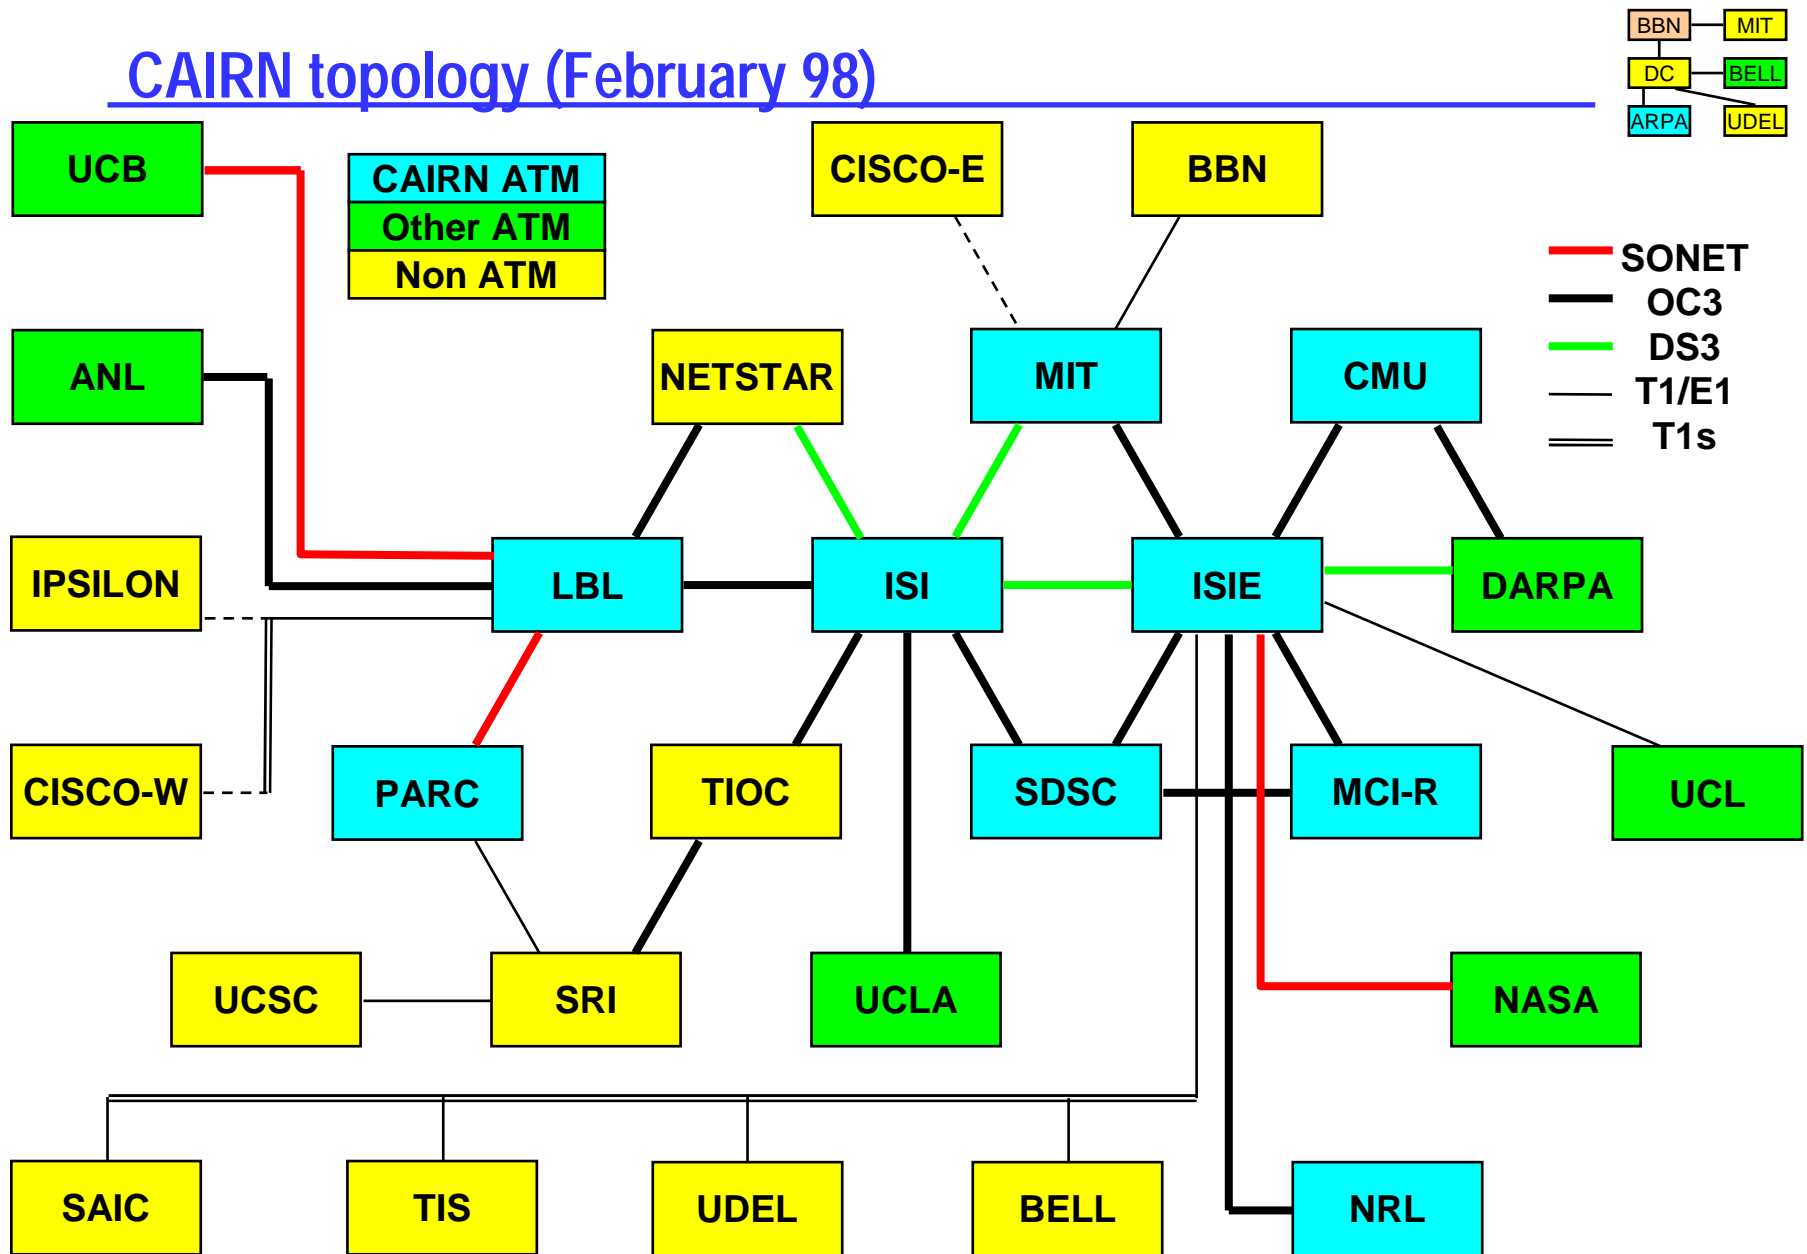 CAIRN topology (February 98)
BBN
MIT
DC
BELL
ARPA
UDEL
UCB
CAIRN ATM
Other ATM
Non ATM
CISCO-E
BBN
SONET
OC3
DS3
T1/E1
T1s
ANL
NETSTAR
MIT
CMU
IPSILON
LBL
ISI
ISIE
DARPA
CISCO-W
PARC
TIOC
SDSC
MCI-R
UCL
UCSC
SRI
UCLA
NASA
SAIC
TIS
UDEL
BELL
NRL